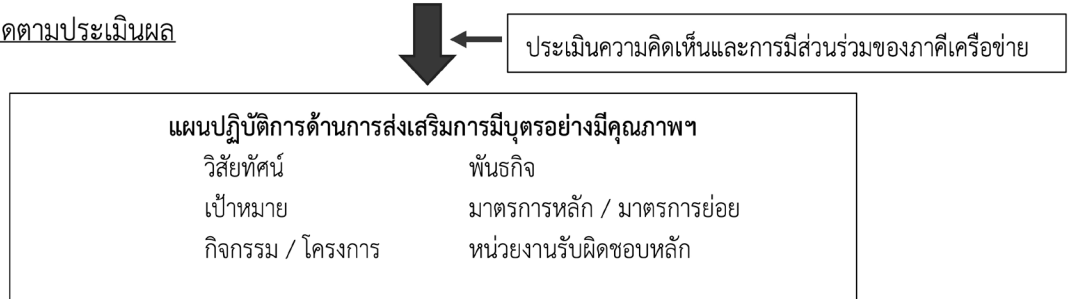 ดตามประเมินผล
ประเมินความคิดเห็นและการมีส่วนร่วมของภาคีเครือข่าย
แผนปฏิบัติการด้านการส่งเสริมการมีบุตรอย่างมีคุณภาพฯ
วิสัยทัศน์ พันธกิจ
เป้าหมาย มาตรการหลัก / มาตรการย่อย
กิจกรรม / โครงการ หน่วยงานรับผิดชอบหลัก